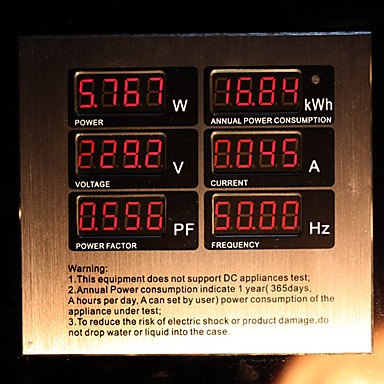 5.767 W 16.84 kWh
POWER ANNUAL POWER CONSUMPTION
229.2 V 0.045 A
VOLTAGE CURRENT
0.556 PF 50.00 Hz
POWER FACTOR FREQUENCY
Warning:
1.This equipment does not support DC appliances test;
2.Annual Power consumption indicate 1 year( 365days,
A hours per day, A can set by user) power consumption of the
appliance under test;
3.To reduce the risk of electric shock or product damage,do
not drop water or liquid into the case.